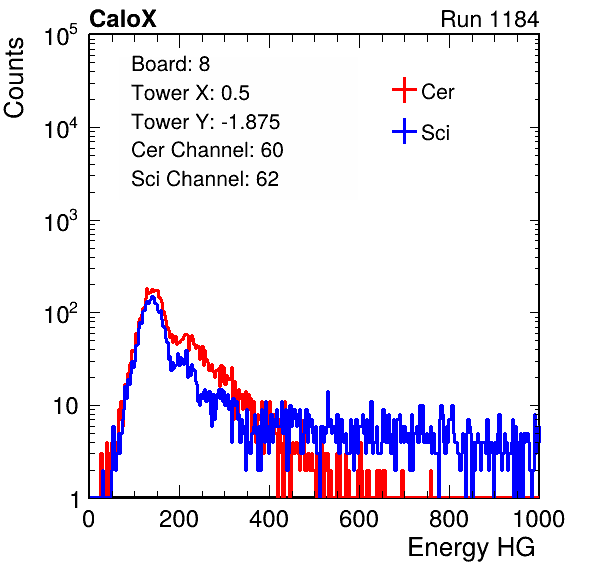 CaloX Run 1184
Counts
10^5
Board: 8
Tower X: 0.5
Tower Y: -1.875
Cer Channel: 60
Sci Channel: 62
Cer
Sci
10^4
10^3
10^2
10
1
0 200 400 600 800 1000
Energy HG